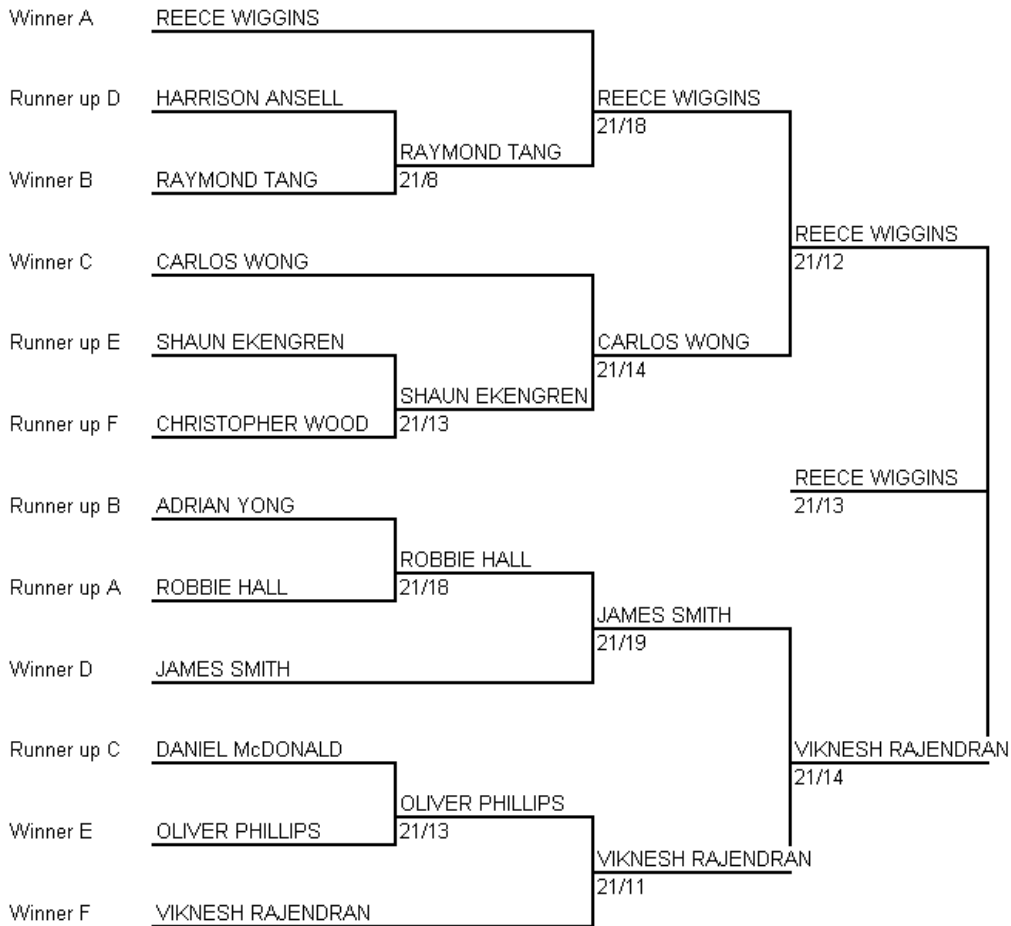 Winner A REECE WIGGINS
Runner up D HARRISON ANSELL REECE WIGGINS
21/18
RAYMOND TANG
Winner B RAYMOND TANG 21/8
REECE WIGGINS
Winner C CARLOS WONG 21/12
Runner up E SHAUN EKENGREN CARLOS WONG
21/14
SHAUN EKENGREN
Runner up F CHRISTOPHER WOOD 21/13
REECE WIGGINS
Runner up B ADRIAN YONG 21/13
ROBBIE HALL
Runner up A ROBBIE HALL 21/18
JAMES SMITH
21/19
Winner D JAMES SMITH
Runner up C DANIEL McDONALD VIKNESH RAJENDRAN
21/14
OLIVER PHILLIPS
Winner E OLIVER PHILLIPS 21/13
VIKNESH RAJENDRAN
21/11
Winner F VIKNESH RAJENDRAN